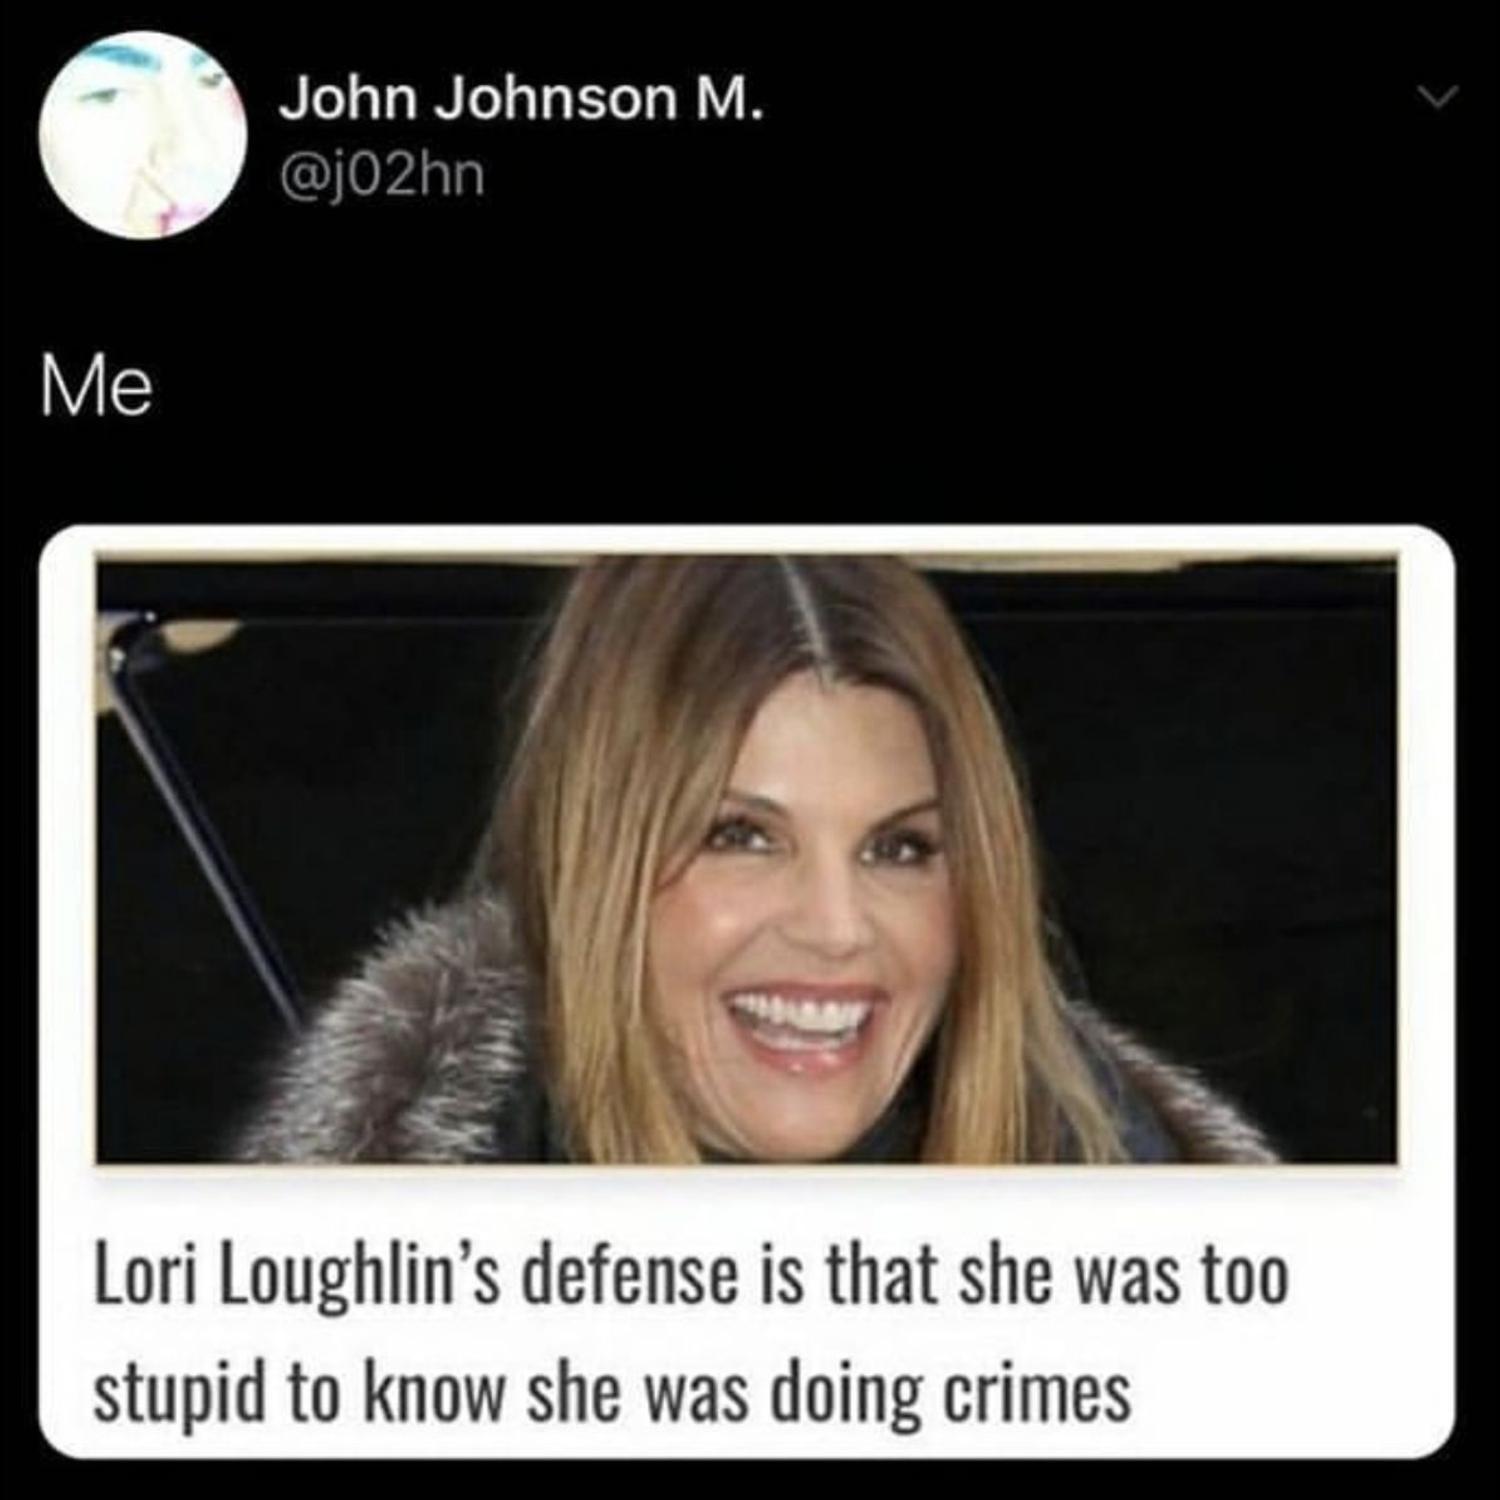 John Johnson M.
@j02hn
Me
Lori Loughlin’s defense is that she was too
stupid to know she was doing crimes